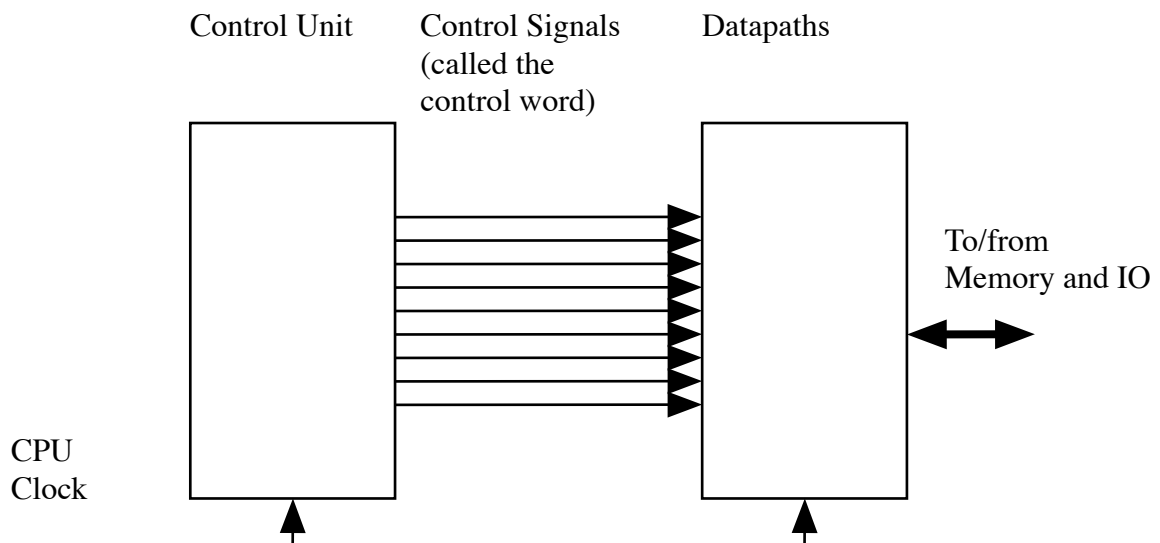 Control Unit
Control Signals
(called the
control word)
Datapaths
To/from
Memory and IO
CPU
Clock